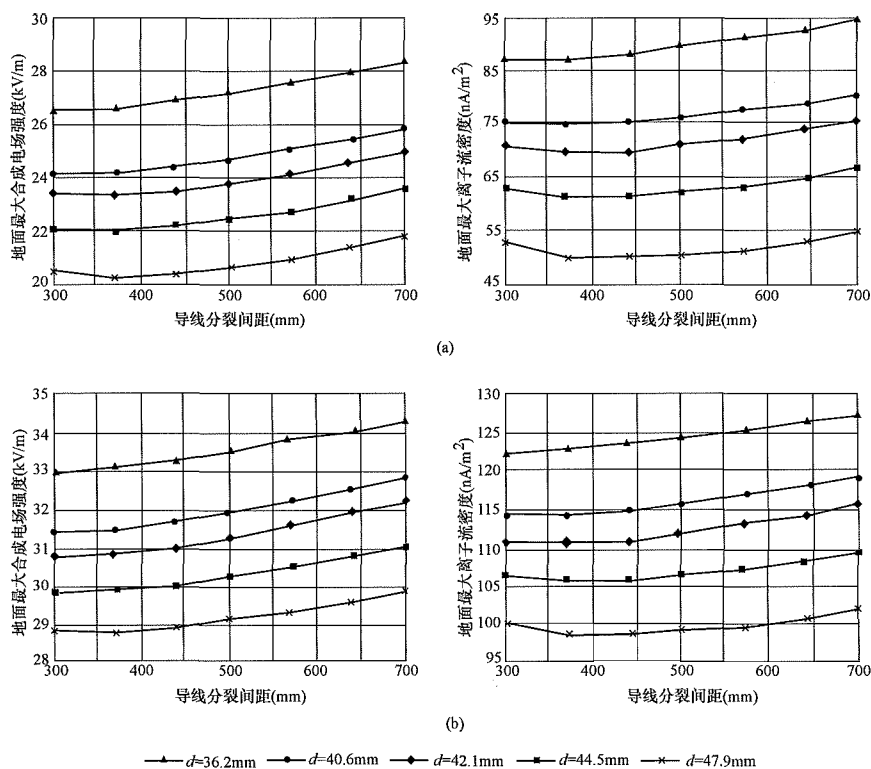 地面最大合成电场强度(kV/m)
30
28
26
24
22
20
300 400 500 600 700
导线分裂间距(mm)
地面最大离子流密度(nA/m²)
95
85
75
65
55
45
300 400 500 600 700
导线分裂间距(mm)
(a)
地面最大合成电场强度(kV/m)
35
34
33
32
31
30
29
28
300 400 500 600 700
导线分裂间距(mm)
地面最大离子流密度(nA/m²)
130
125
120
115
110
105
100
95
300 400 500 600 700
导线分裂间距(mm)
(b)
d=36.2mm d=40.6mm d=42.1mm d=44.5mm d=47.9mm